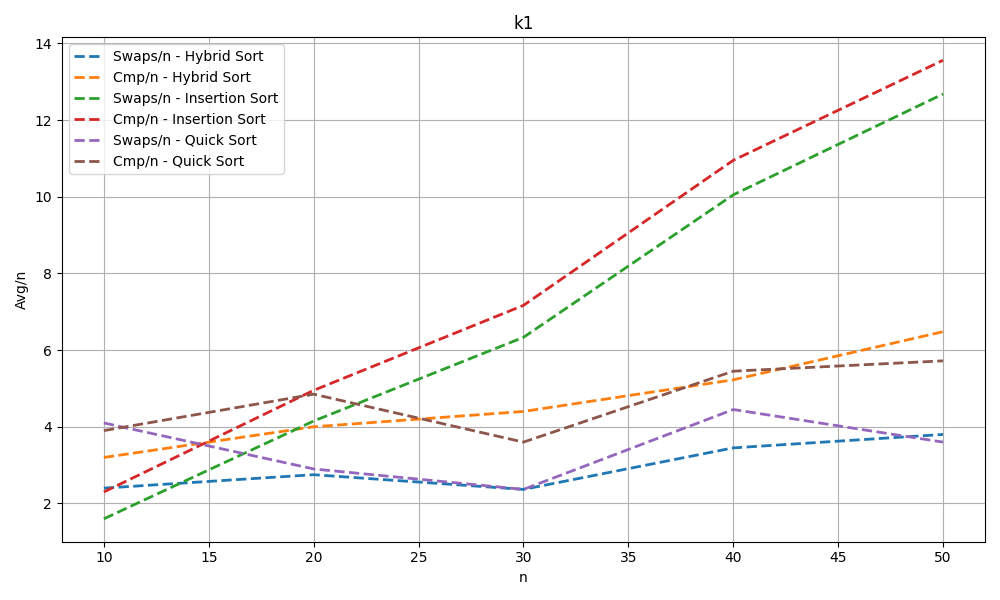 k1
Swaps/n - Hybrid Sort
Cmp/n - Hybrid Sort
Swaps/n - Insertion Sort
Cmp/n - Insertion Sort
Swaps/n - Quick Sort
Cmp/n - Quick Sort
14
12
10
8
6
4
2
Avg/n
10 15 20 25 30 35 40 45 50
n